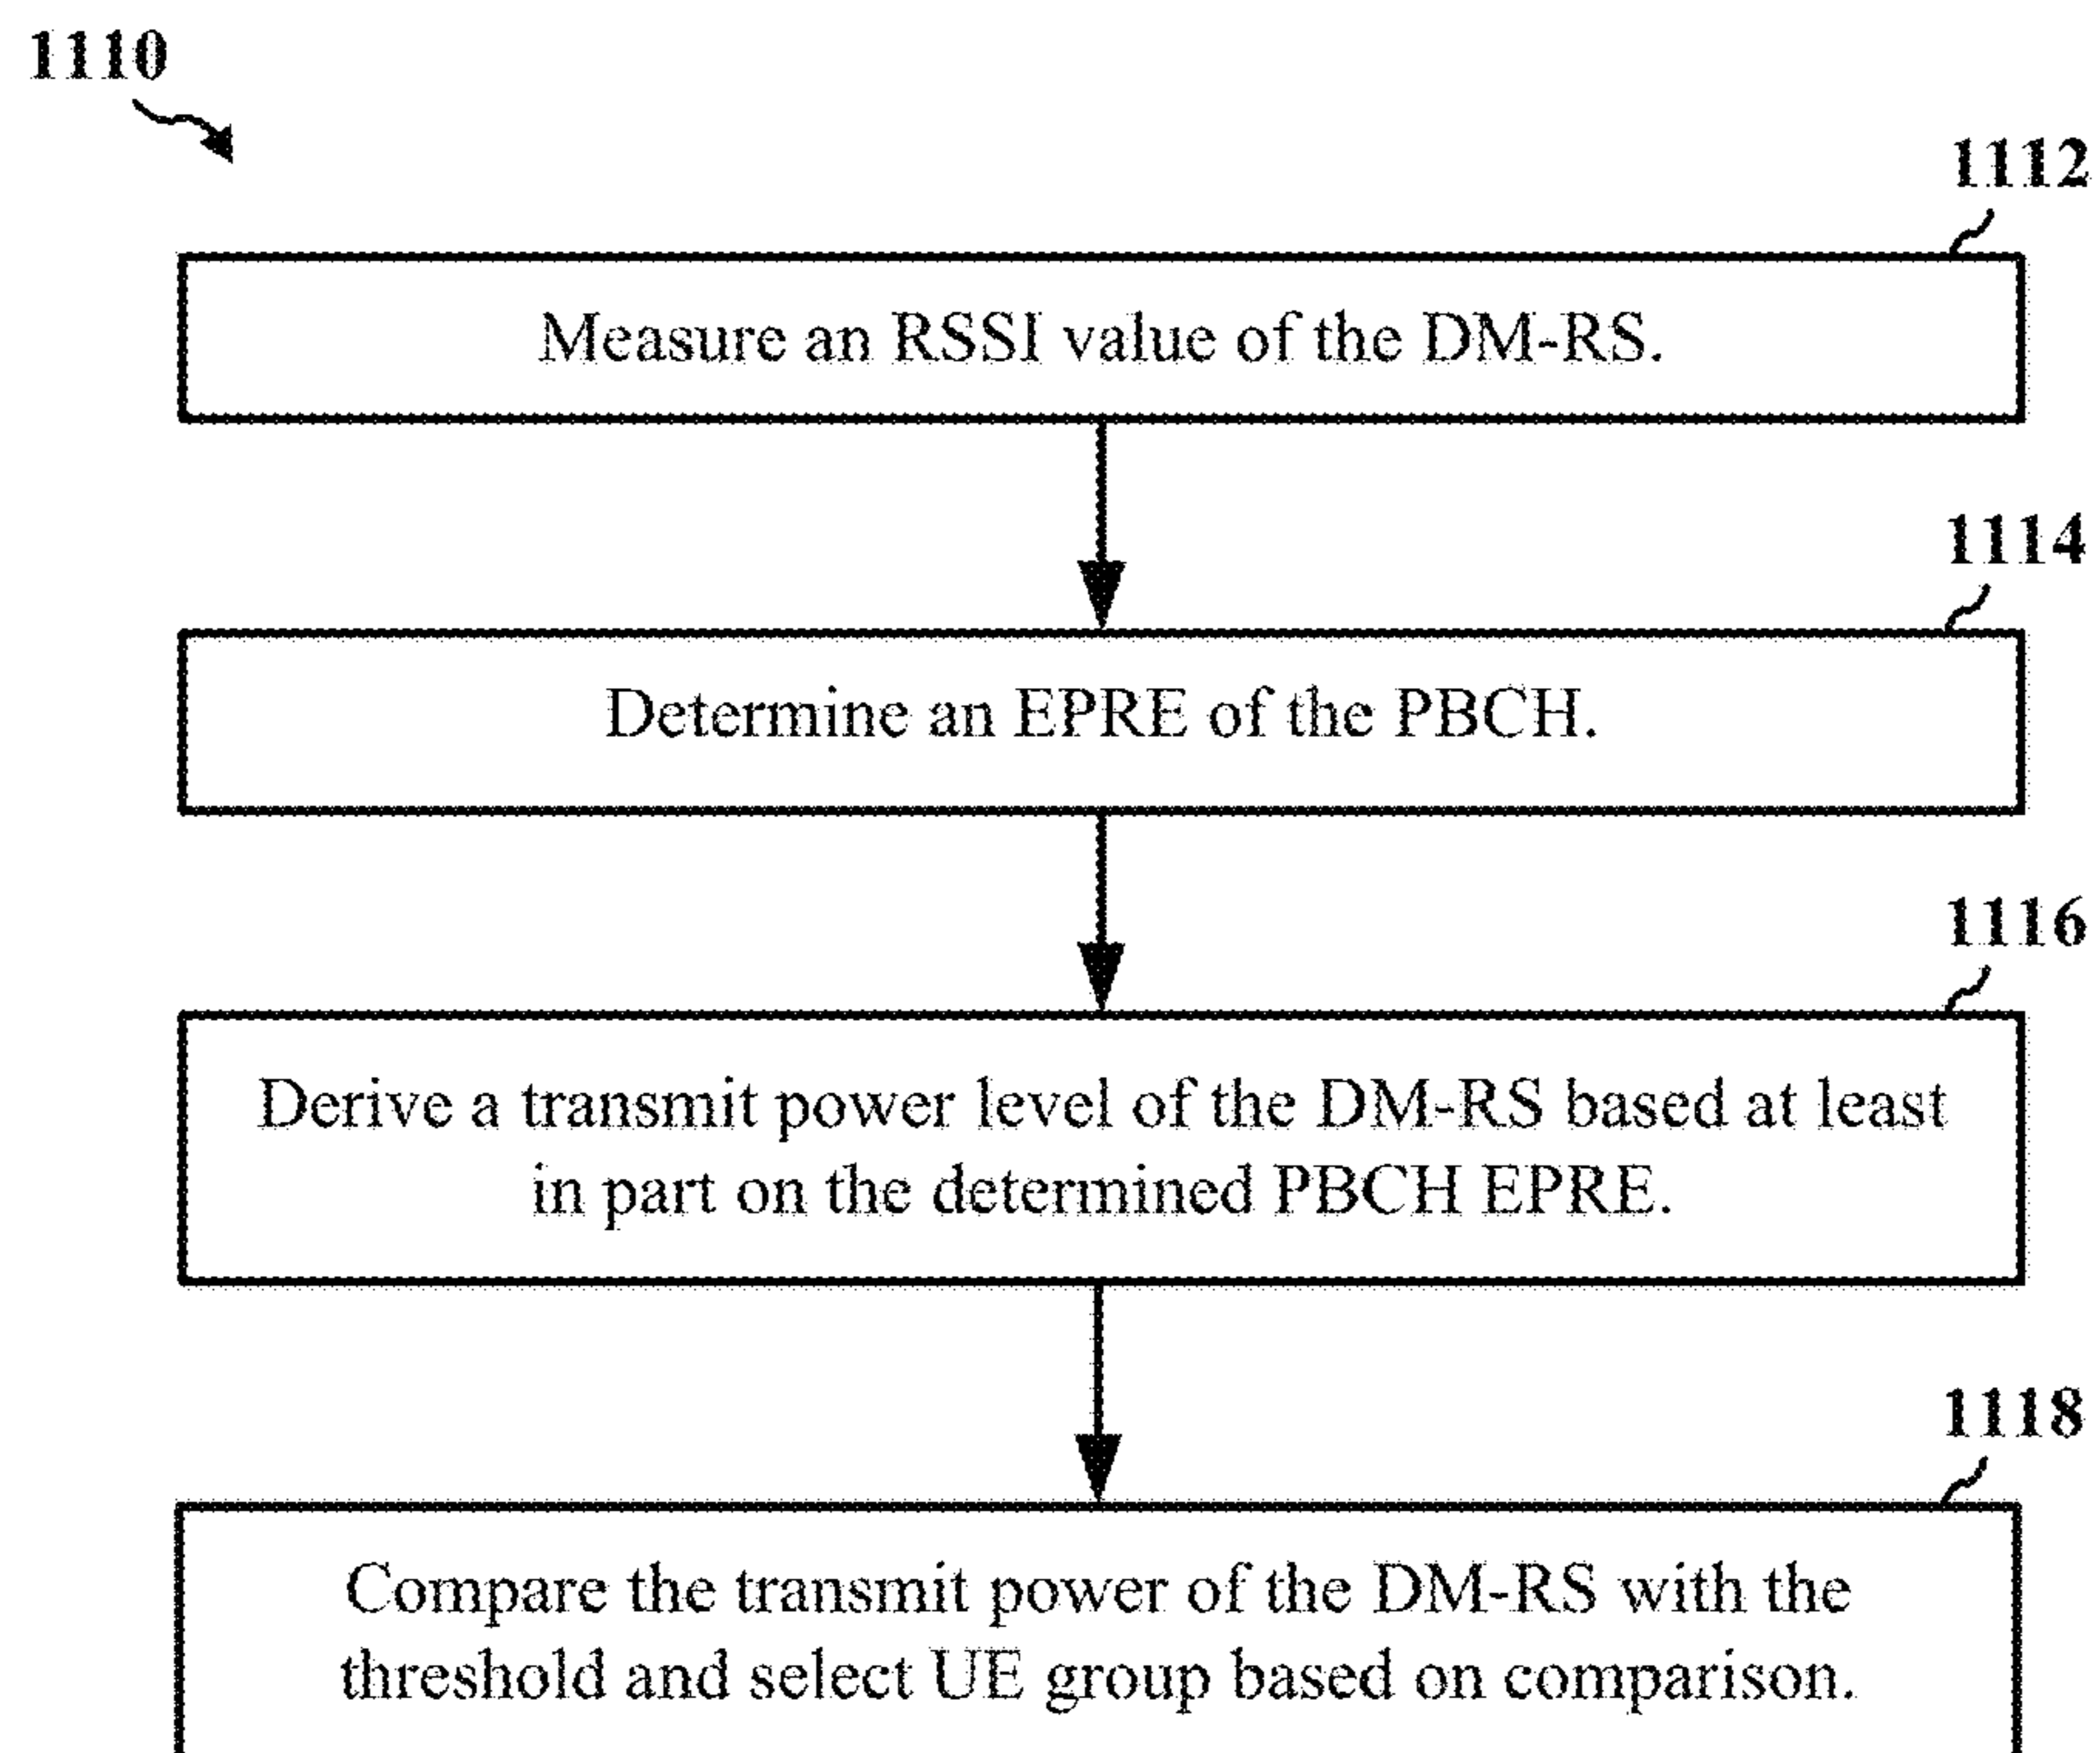 1110
1112
Measure an RSSI value of the DM-RS.
1114
Determine an EPRE of the PBCH.
1116
Derive a transmit power level of the DM-RS based at least
in part on the determined PBCH EPRE.
1118
Compare the transmit power of the DM-RS with the
threshold and select UE group based on comparison.